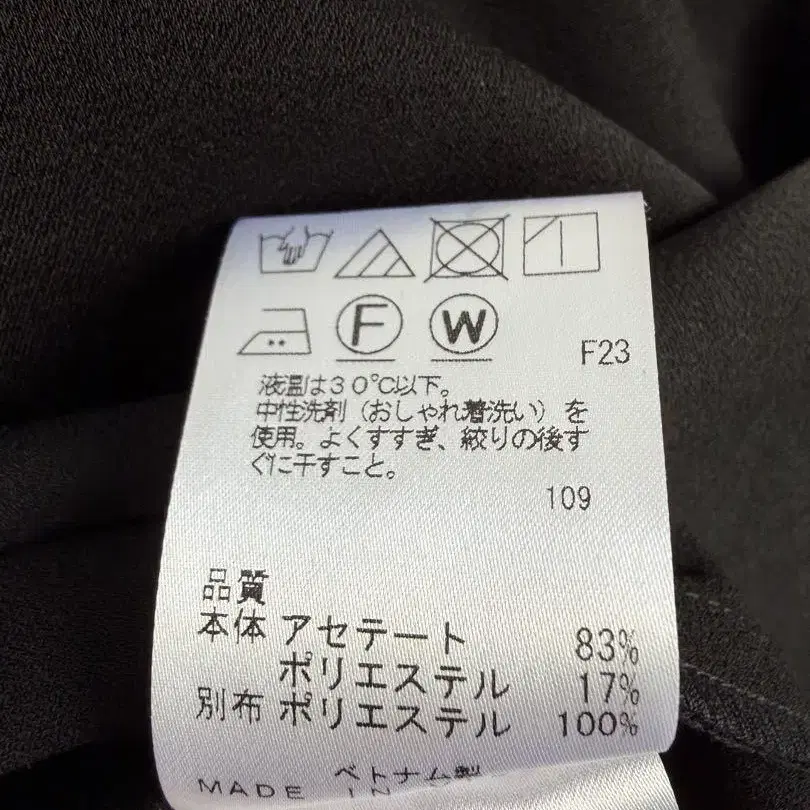 F
W
F23
液温は30℃以下。
中性洗剤（おしゃれ着洗い）を
使用。よくすすぎ、絞りの後す
ぐに干すこと。
109
品質
本体 アセテート 83%
ポリエステル 17%
別布 ポリエステル 100%
ベトナム製
MADE IN